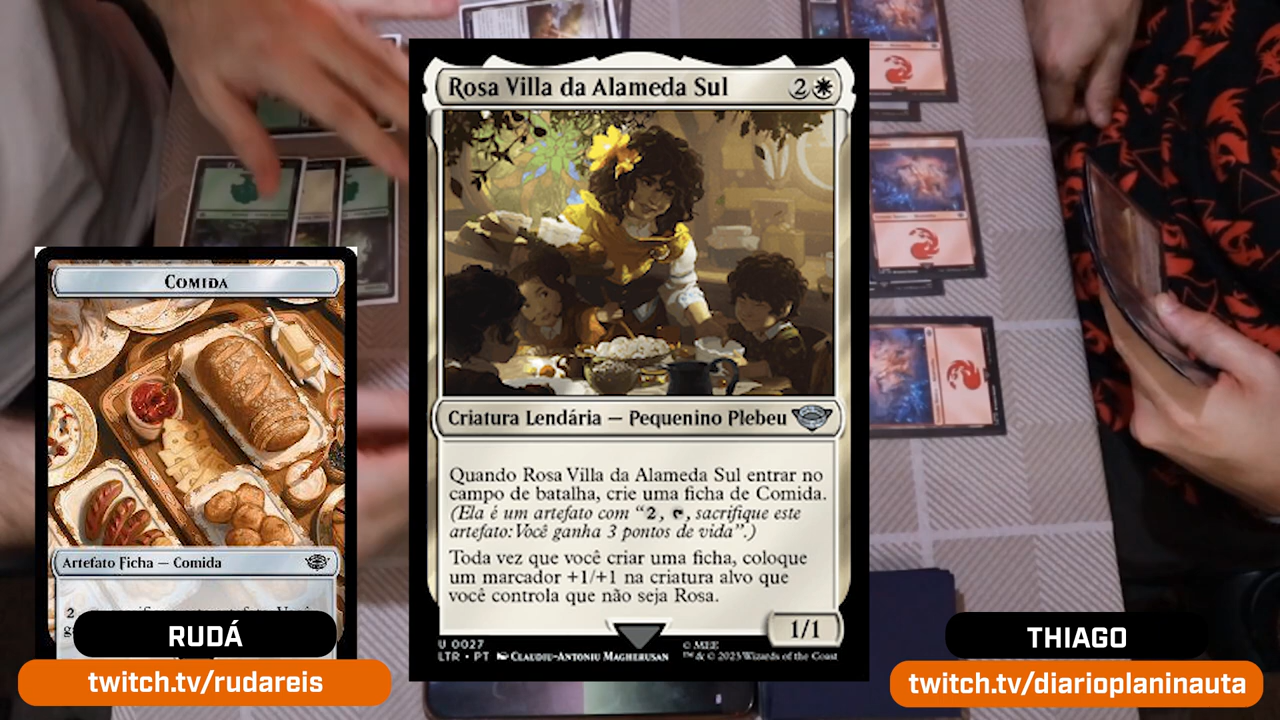 Rosa Villa da Alameda Sul 2
Criatura Lendária — Pequenino Plebeu
Quando Rosa Villa da Alameda Sul entrar no
campo de batalha, crie uma ficha de Comida.
(Ela é um artefato com “2, , sacrifique este
artefato: Você ganha 3 pontos de vida”.)
Toda vez que você criar uma ficha, coloque
um marcador +1/+1 na criatura alvo que
você controla que não seja Rosa.
1/1
U 0027
LTR • PT Claudiu-Antoniu Magherusan
© MEE
™ & © 2023 Wizards of the Coast
Comida
Artefato Ficha — Comida
2
RUDÁ
twitch.tv/rudareis
THIAGO
twitch.tv/diarioplaninauta